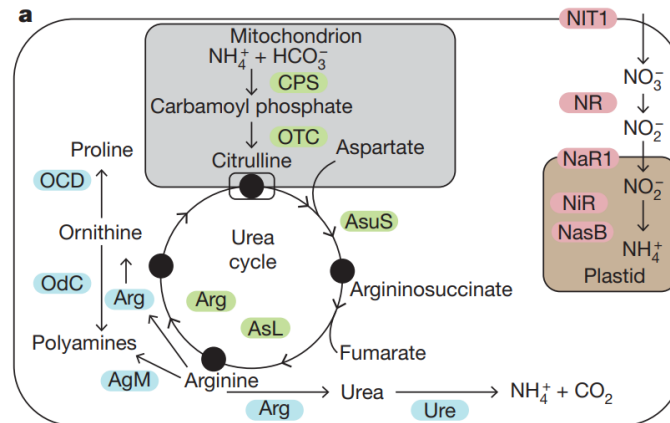 a
Mitochondrion
NH₄⁺ + HCO₃⁻
CPS
Carbamoyl phosphate
OTC
Citrulline
Aspartate
AsuS
Urea
cycle
Argininosuccinate
Arg
AsL
Fumarate
Proline
OCD
Ornithine
OdC
Arg
Polyamines
AgM
Arginine
Arg
Urea
Ure
NH₄⁺ + CO₂
NIT1
NO₃⁻
NR
NO₂⁻
NaR1
NO₂⁻
NiR
NasB
NH₄⁺
Plastid